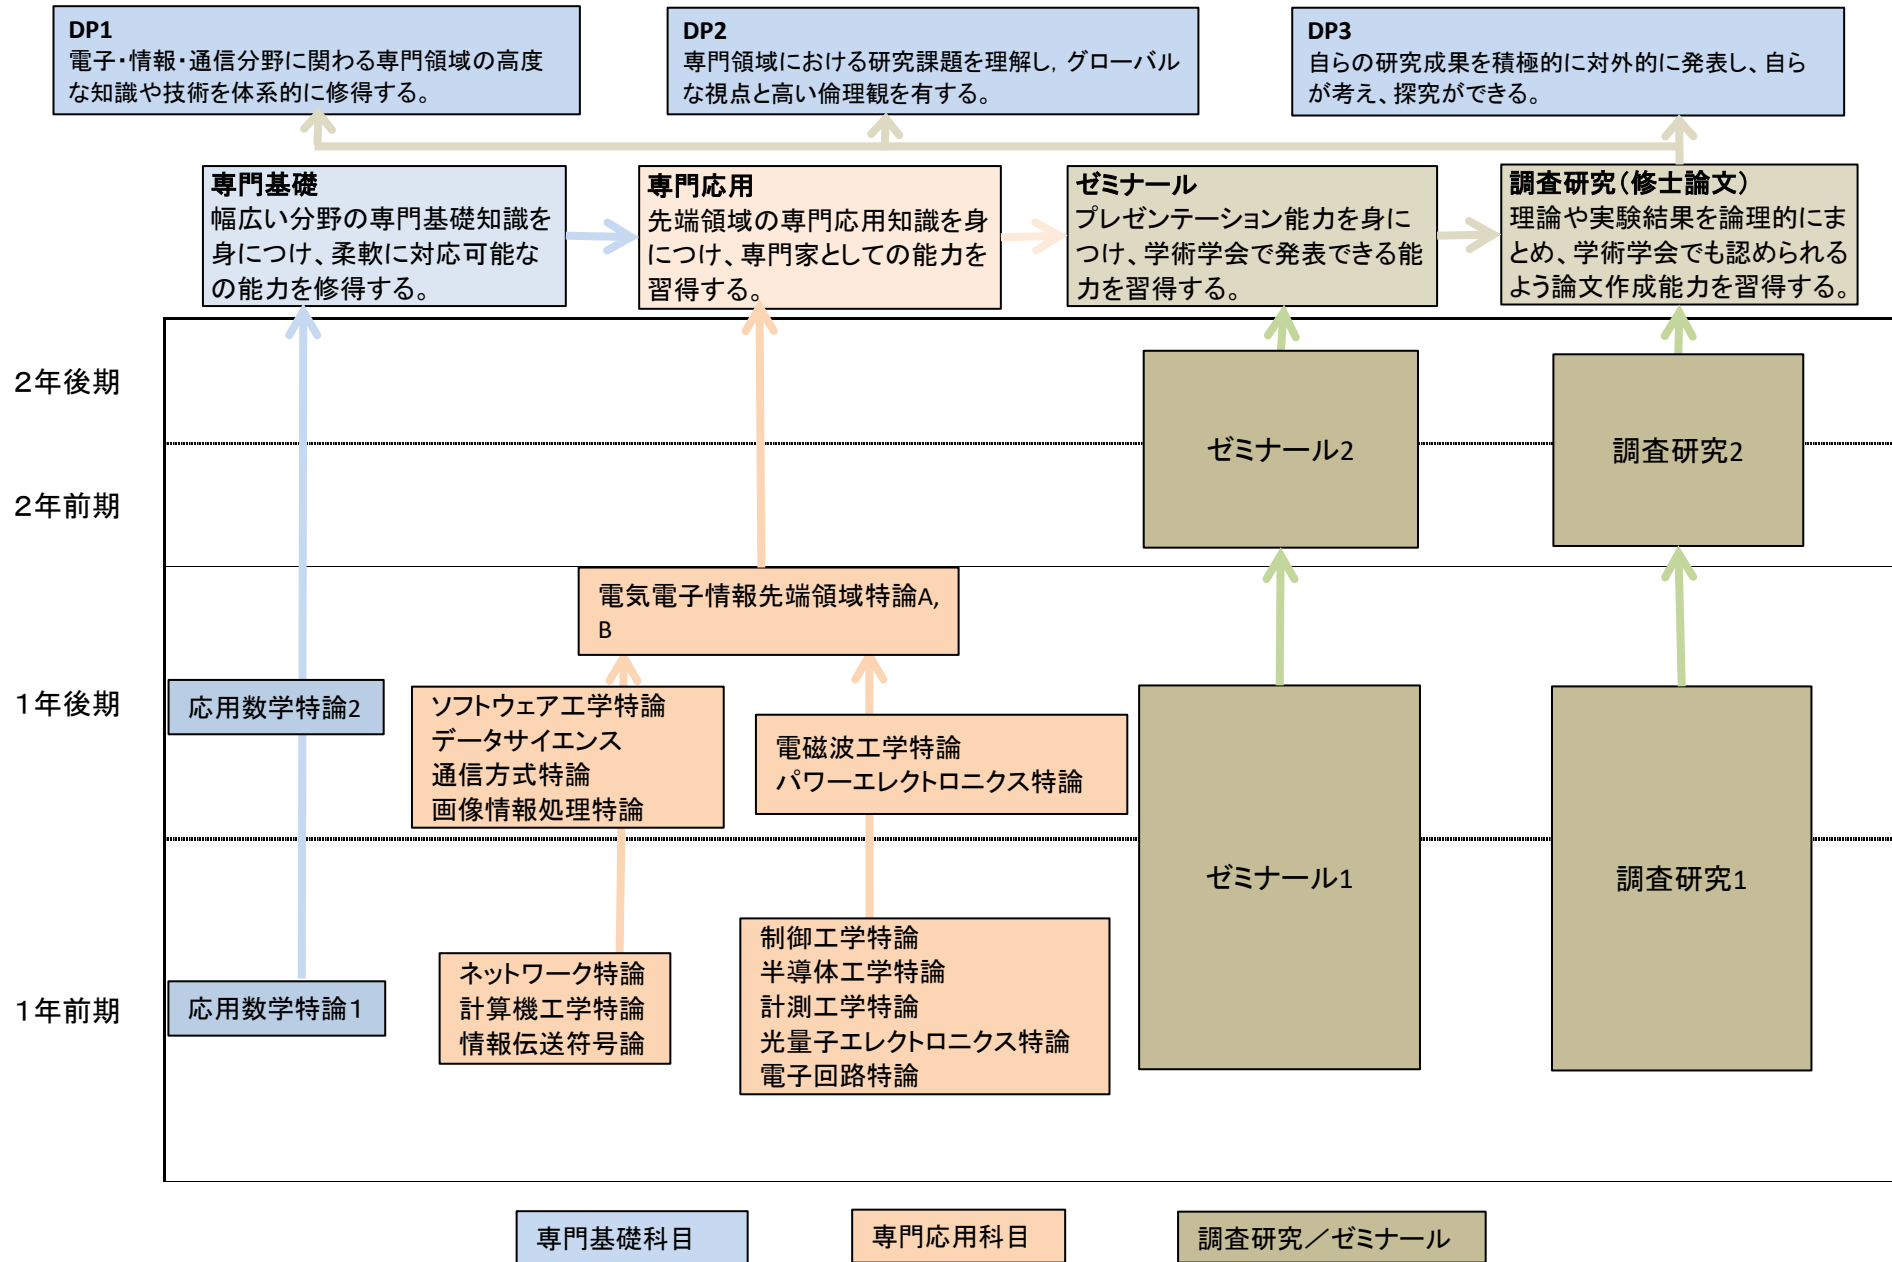 DP1
電子・情報・通信分野に関わる専門領域の高度
な知識や技術を体系的に修得する。
DP2
専門領域における研究課題を理解し，グローバル
な視点と高い倫理観を有する。
DP3
自らの研究成果を積極的に対外的に発表し、自ら
が考え、探究ができる。
専門基礎
幅広い分野の専門基礎知識を
身につけ、柔軟に対応可能な
の能力を修得する。
専門応用
先端領域の専門応用知識を身
につけ、専門家としての能力を
習得する。
ゼミナール
プレゼンテーション能力を身に
つけ、学術学会で発表できる能
力を習得する。
調査研究（修士論文）
理論や実験結果を論理的にま
とめ、学術学会でも認められる
よう論文作成能力を習得する。
２年後期
ゼミナール2
調査研究2
２年前期
電気電子情報先端領域特論A,
B
１年後期
応用数学特論2
ソフトウェア工学特論
データサイエンス
通信方式特論
画像情報処理特論
電磁波工学特論
パワーエレクトロニクス特論
ゼミナール1
調査研究1
１年前期
応用数学特論１
ネットワーク特論
計算機工学特論
情報伝送符号論
制御工学特論
半導体工学特論
計測工学特論
光量子エレクトロニクス特論
電子回路特論
専門基礎科目
専門応用科目
調査研究／ゼミナール